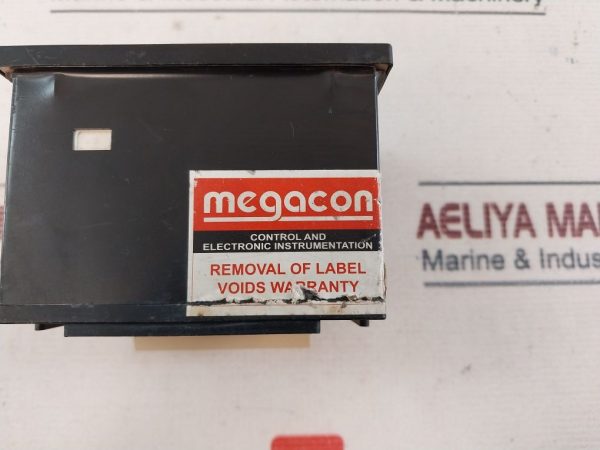 megacon
CONTROL AND
ELECTRONIC INSTRUMENTATION
REMOVAL OF LABEL
VOIDS WARRANTY
AELIYA MA
Marine & Indus